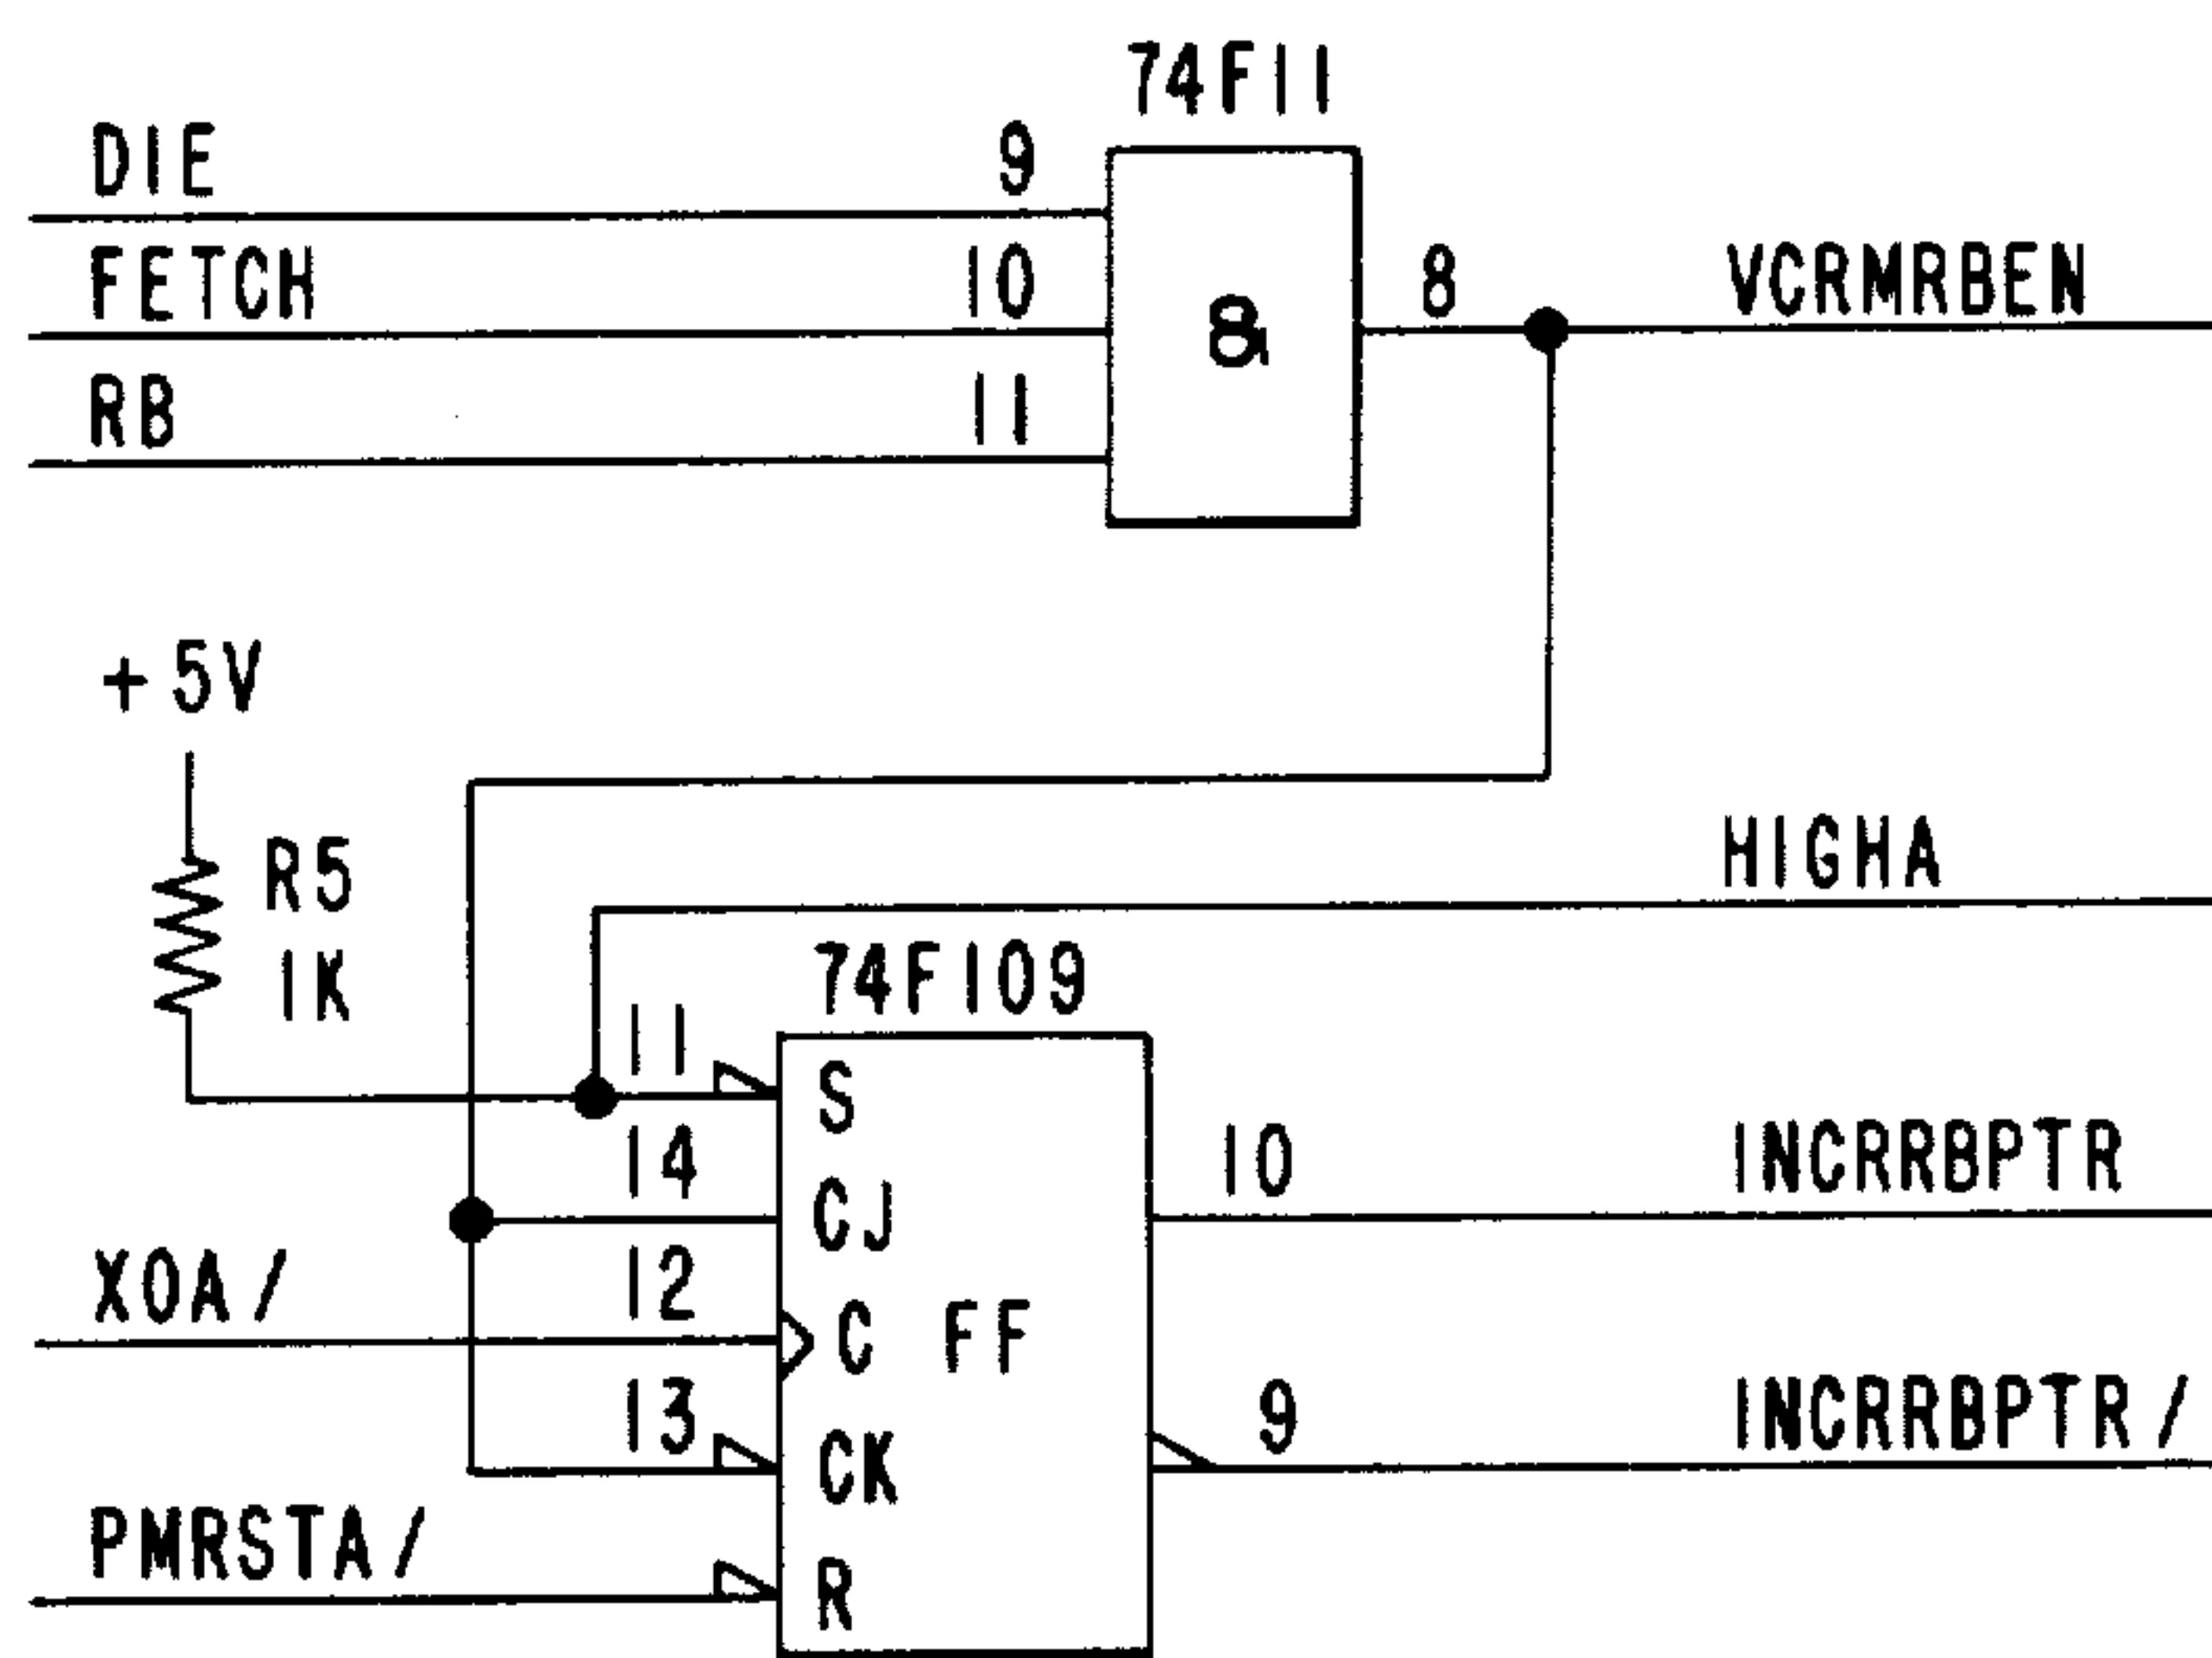 74F11
DIE 9
FETCH 10 & 8 VCRMRBEN
RB 11
+5V
HIGHA
R5
1K
74F109
11 S
14 CJ 10 INCRRBPTR
XOA/ 12 C FF
13 CK 9 INCRRBPTR/
PMRSTA/ R